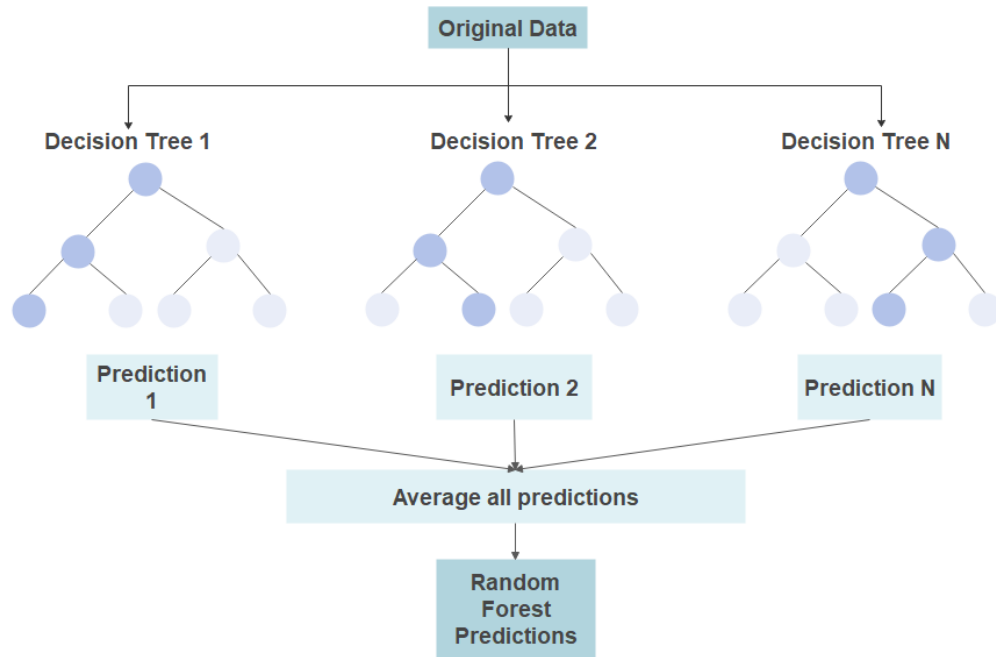 Original Data
Decision Tree 1
Decision Tree 2
Decision Tree N
Prediction
1
Prediction 2
Prediction N
Average all predictions
Random
Forest
Predictions